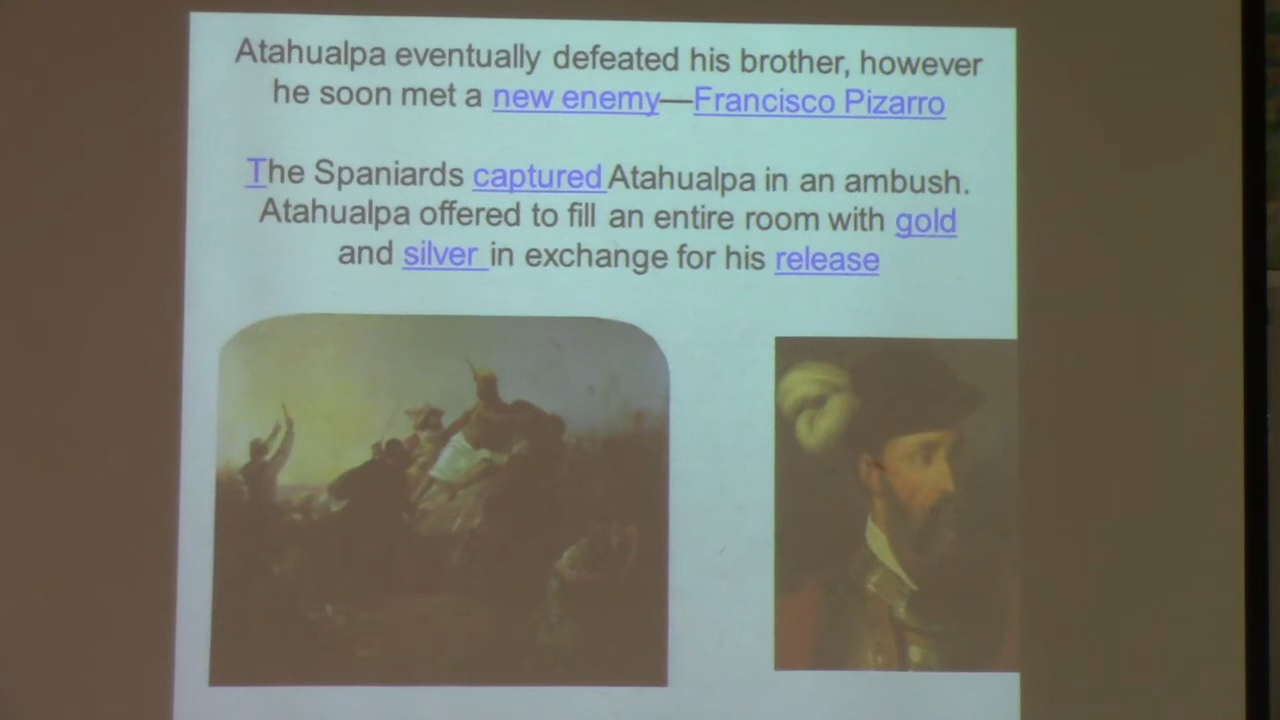 Atahualpa eventually defeated his brother, however
he soon met a new enemy—Francisco Pizarro
The Spaniards captured Atahualpa in an ambush.
Atahualpa offered to fill an entire room with gold
and silver in exchange for his release